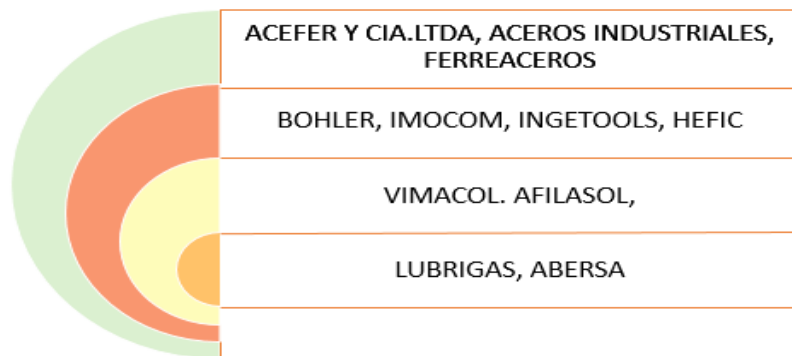 ACEFER Y CIA.LTDA, ACEROS INDUSTRIALES,
FERREACEROS
BOHLER, IMOCOM, INGETOOLS, HEFIC
VIMACOL. AFILASOL,
LUBRIGAS, ABERSA